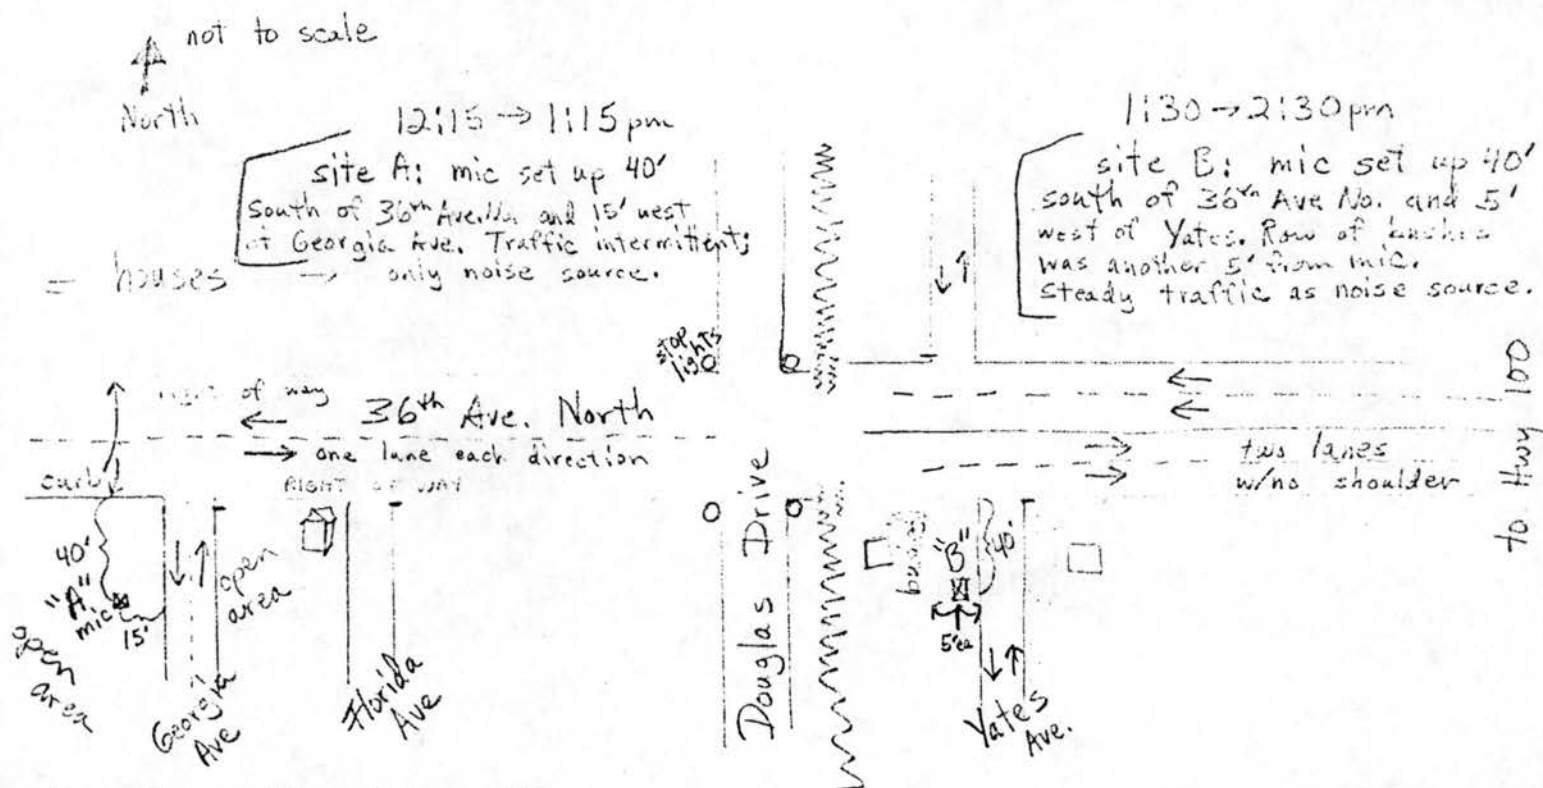 not to scale
North
12:15 → 1:15 pm
site A: mic set up 40'
South of 36th Ave. No. and 15' west
of Georgia Ave. Traffic intermittent;
→ only noise source.
= houses
1:30 → 2:30 pm
site B: mic set up 40'
south of 36th Ave No. and 5'
west of Yates. Row of bushes
was another 5' from mic.
Steady traffic as noise source.
stop
lights
right of way
36th Ave. North
one lane each direction
RIGHT OF WAY
curb
two lanes
w/no shoulder
to Hwy 100
40'
"A"
mic
15'
open
area
open
area
Georgia
Ave
Florida
Ave
Douglas Drive
"B"
40'
5'ea
Yates
Ave.